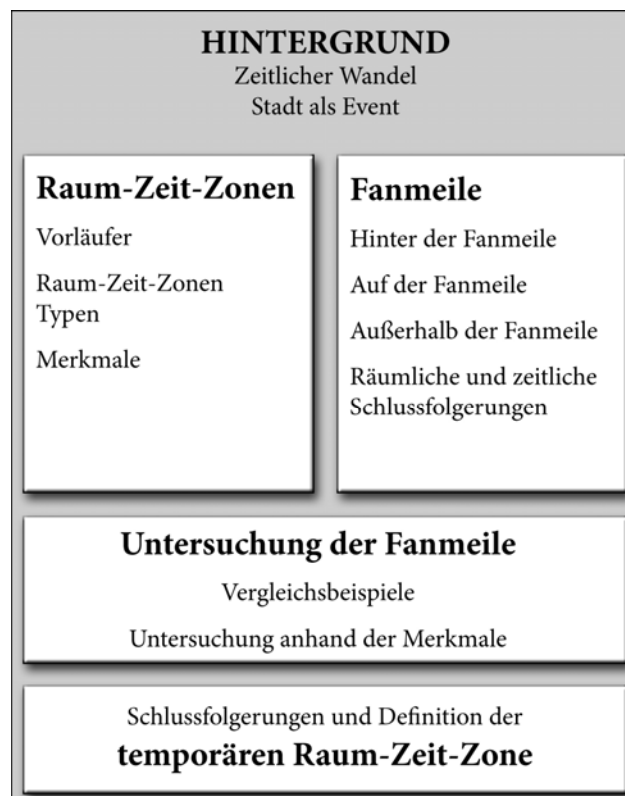 HINTERGRUND
Zeitlicher Wandel
Stadt als Event
Raum-Zeit-Zonen
Vorläufer
Raum-Zeit-Zonen
Typen
Merkmale
Fanmeile
Hinter der Fanmeile
Auf der Fanmeile
Außerhalb der Fanmeile
Räumliche und zeitliche
Schlussfolgerungen
Untersuchung der Fanmeile
Vergleichsbeispiele
Untersuchung anhand der Merkmale
Schlussfolgerungen und Definition der
temporären Raum-Zeit-Zone